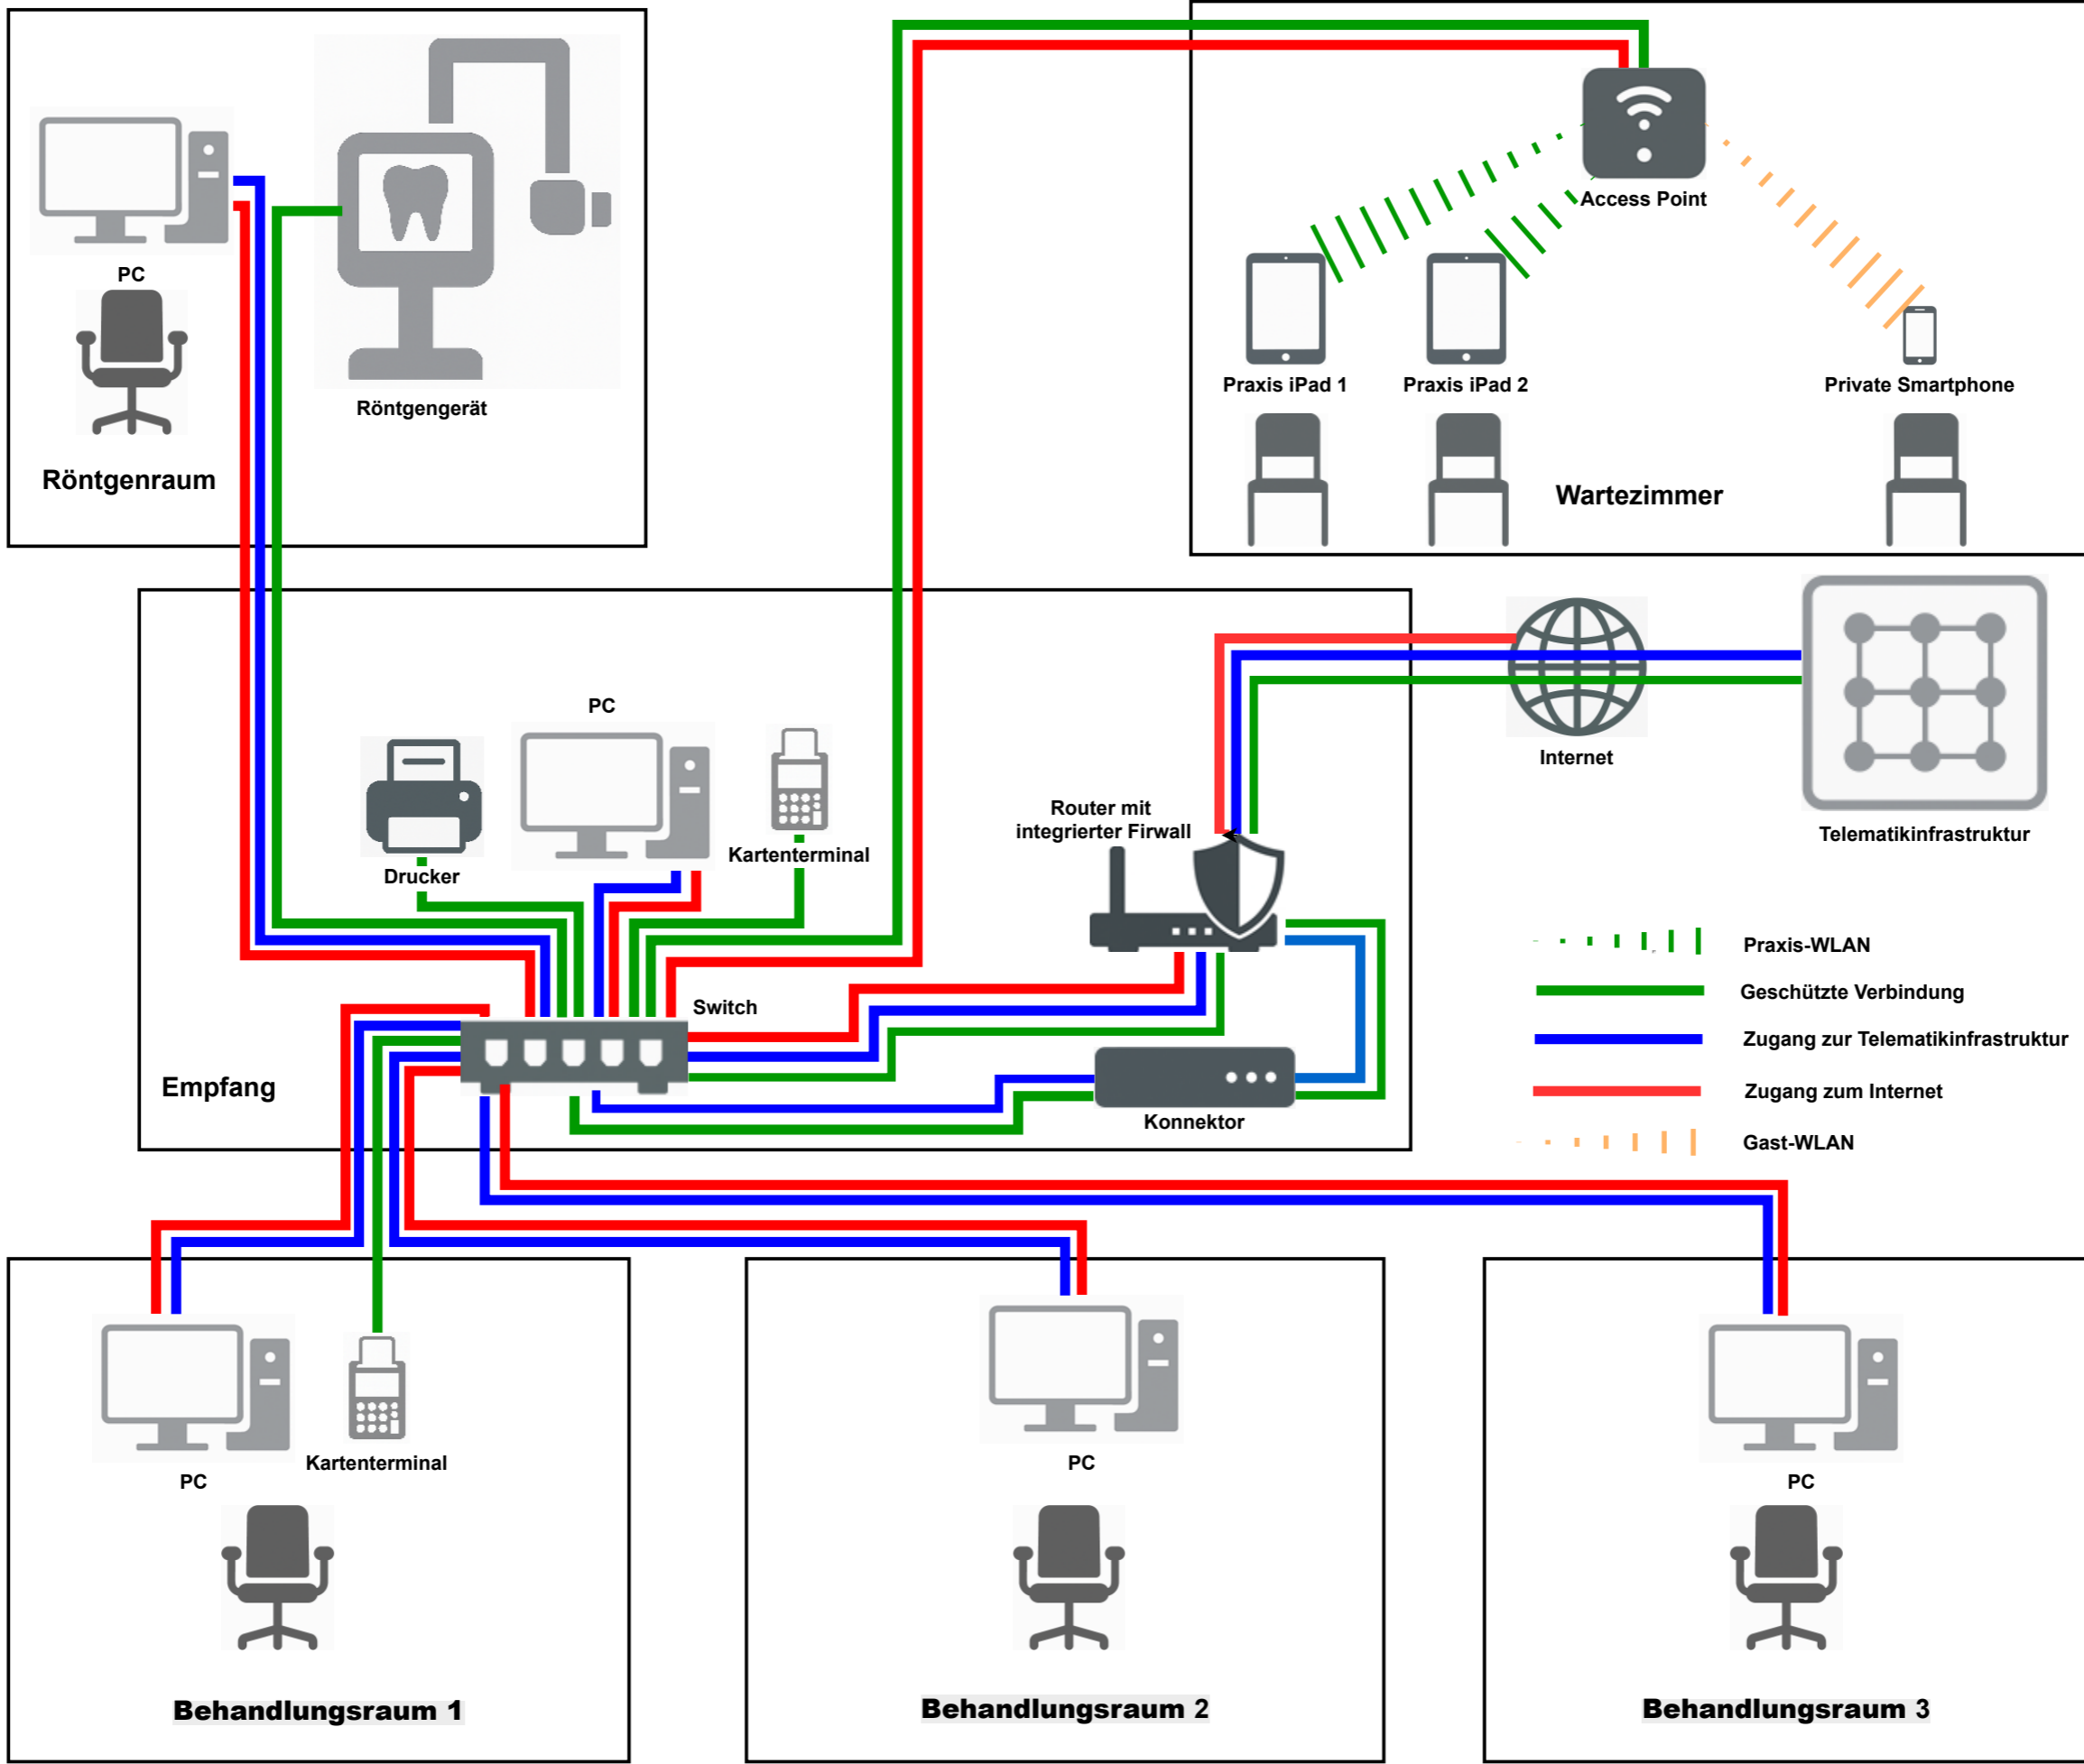 PC
Röntgengerät
Röntgenraum
Access Point
Praxis iPad 1
Praxis iPad 2
Private Smartphone
Wartezimmer
PC
Drucker
Kartenterminal
Router mit
integrierter Firwall
Internet
Telematikinfrastruktur
Switch
Empfang
Konnektor
Praxis-WLAN
Geschützte Verbindung
Zugang zur Telematikinfrastruktur
Zugang zum Internet
Gast-WLAN
PC
Kartenterminal
Behandlungsraum 1
PC
Behandlungsraum 2
PC
Behandlungsraum 3